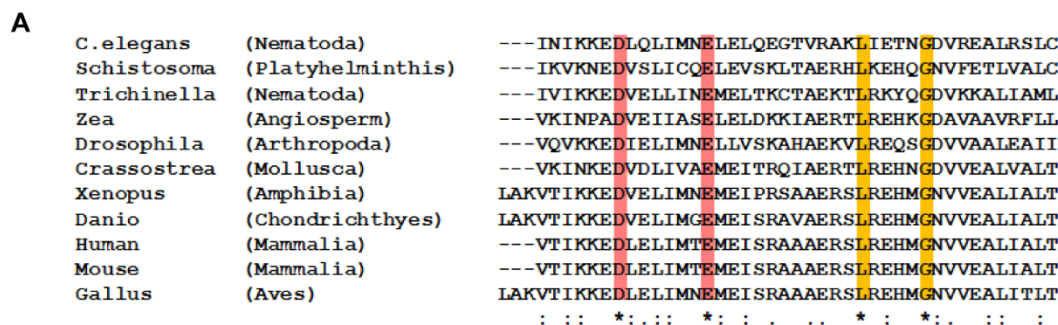 A
C.elegans (Nematoda) ---INIKKEDLQLIMNELELQEGTVRAKLIETNGDVREALRSLC
Schistosoma (Platyhelminthis) ---IKVKNEDVSLICQELEVSKLTAERHLKEHQGNVFETLVALC
Trichinella (Nematoda) ---IVIKKEDVELLINEMELTKCTAEKTLRKYQGDVKKALIAML
Zea (Angiosperm) ---VKINPADVEIIASELELDKKIAERTLREHKGDAVAAVRFLL
Drosophila (Arthropoda) ---VQVKKEDIELIMNELLVSKAHAEKVLREQSGDVVAALEAII
Crassostrea (Mollusca) ---VKINKEDVDLIVAEMEITRQIAERTLREHNGDVVEALVALT
Xenopus (Amphibia) LAKVTIKKEDVELIMNEMEIPRSAAERSLREHMGNVVEALIALT
Danio (Chondrichthyes) LAKVTIKKEDVELIMGEMEISRAVAERSLREHMGNVVEALIALT
Human (Mammalia) ---VTIKKEDLELIMTEMEISRAAAERSLREHMGNVVEALIALT
Mouse (Mammalia) ---VTIKKEDLELIMTEMEISRAAAERSLREHMGNVVEALIALT
Gallus (Aves) LAKVTIKKEDLELIMNEMEISRAAAERSLREHMGNVVEALITLT
: :: *:.:: *: : . .. * *:. :: :